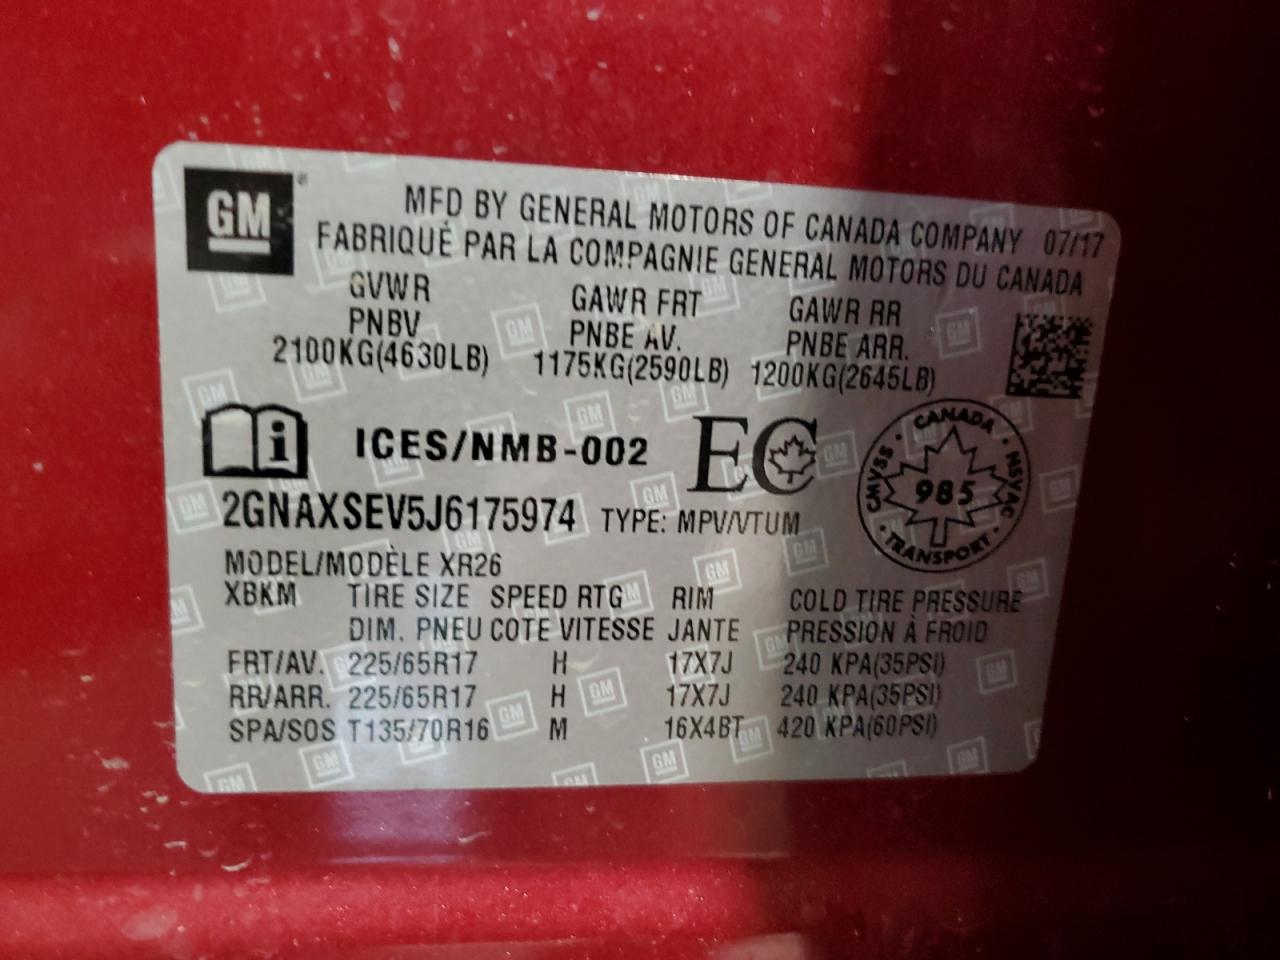 GM
MFD BY GENERAL MOTORS OF CANADA COMPANY 07/17
FABRIQUÉ PAR LA COMPAGNIE GENERAL MOTORS DU CANADA
GVWR GAWR FRT GAWR RR
PNBV PNBE AV. PNBE ARR.
2100KG(4630LB) 1175KG(2590LB) 1200KG(2645LB)
i ICES/NMB-002 EC
CANADA
CMVSS 985 NSVAC
TRANSPORT
2GNAXSEV5J6175974 TYPE: MPV/VTUM
MODEL/MODÈLE XR26
XBKM TIRE SIZE SPEED RTG RIM COLD TIRE PRESSURE
DIM. PNEU COTE VITESSE JANTE PRESSION À FROID
FRT/AV. 225/65R17 H 17X7J 240 KPA(35PSI)
RR/ARR. 225/65R17 H 17X7J 240 KPA(35PSI)
SPA/SOS T135/70R16 M 16X4BT 420 KPA(60PSI)